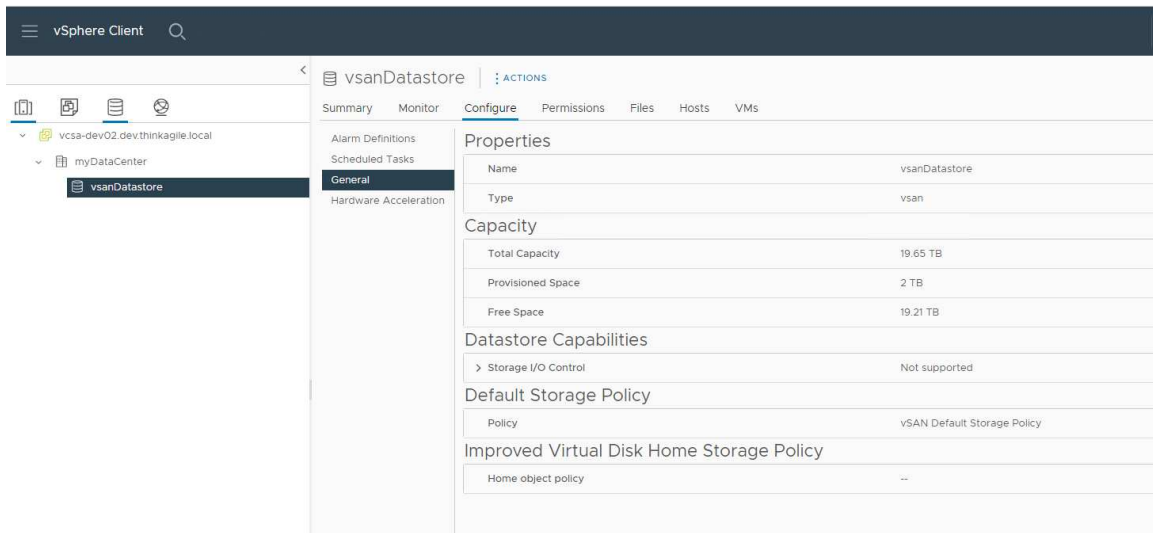 vSphere Client
vsanDatastore ACTIONS
Summary Monitor Configure Permissions Files Hosts VMs
vcsa-dev02.dev.thinkagile.local
myDataCenter
vsanDatastore
Alarm Definitions
Scheduled Tasks
General
Hardware Acceleration
Properties
Name vsanDatastore
Type vsan
Capacity
Total Capacity 19.65 TB
Provisioned Space 2 TB
Free Space 19.21 TB
Datastore Capabilities
Storage I/O Control Not supported
Default Storage Policy
Policy vSAN Default Storage Policy
Improved Virtual Disk Home Storage Policy
Home object policy --